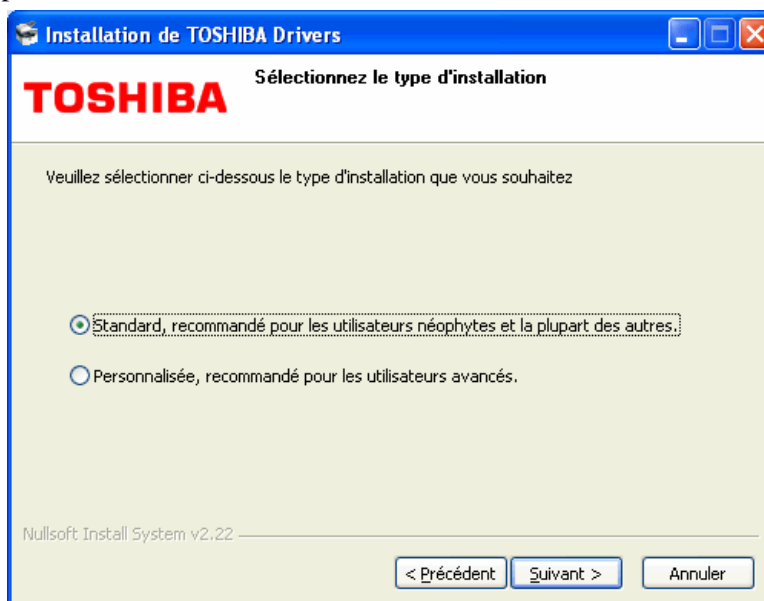 Installation de TOSHIBA Drivers
TOSHIBA
Sélectionnez le type d'installation
Veuillez sélectionner ci-dessous le type d'installation que vous souhaitez
Standard, recommandé pour les utilisateurs néophytes et la plupart des autres.
Personnalisée, recommandé pour les utilisateurs avancés.
Nullsoft Install System v2.22
< Précédent Suivant > Annuler